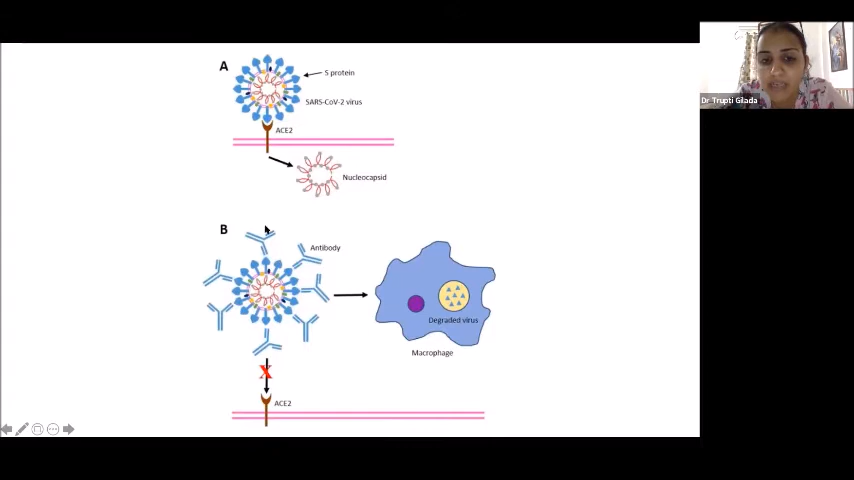 A
S protein
SARS-CoV-2 virus
ACE2
Nucleocapsid
B
Antibody
Degraded virus
Macrophage
X
ACE2
Dr Trupti Gilada